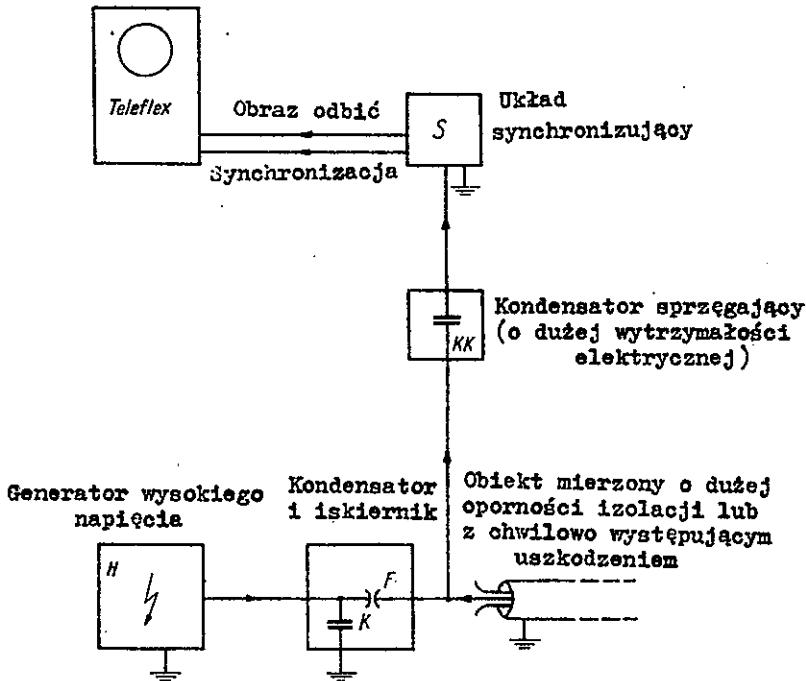 Teleflex
Obraz odbić
Synchronizacja
S
Układ
synchronizujący
KK
Kondensator sprzęgający
(o dużej wytrzymałości
elektrycznej)
Generator wysokiego
napięcia
Kondensator
i iskiernik
Obiekt mierzony o dużej
oporności izolacji lub
z chwilowo występującym
uszkodzeniem
H
F
K